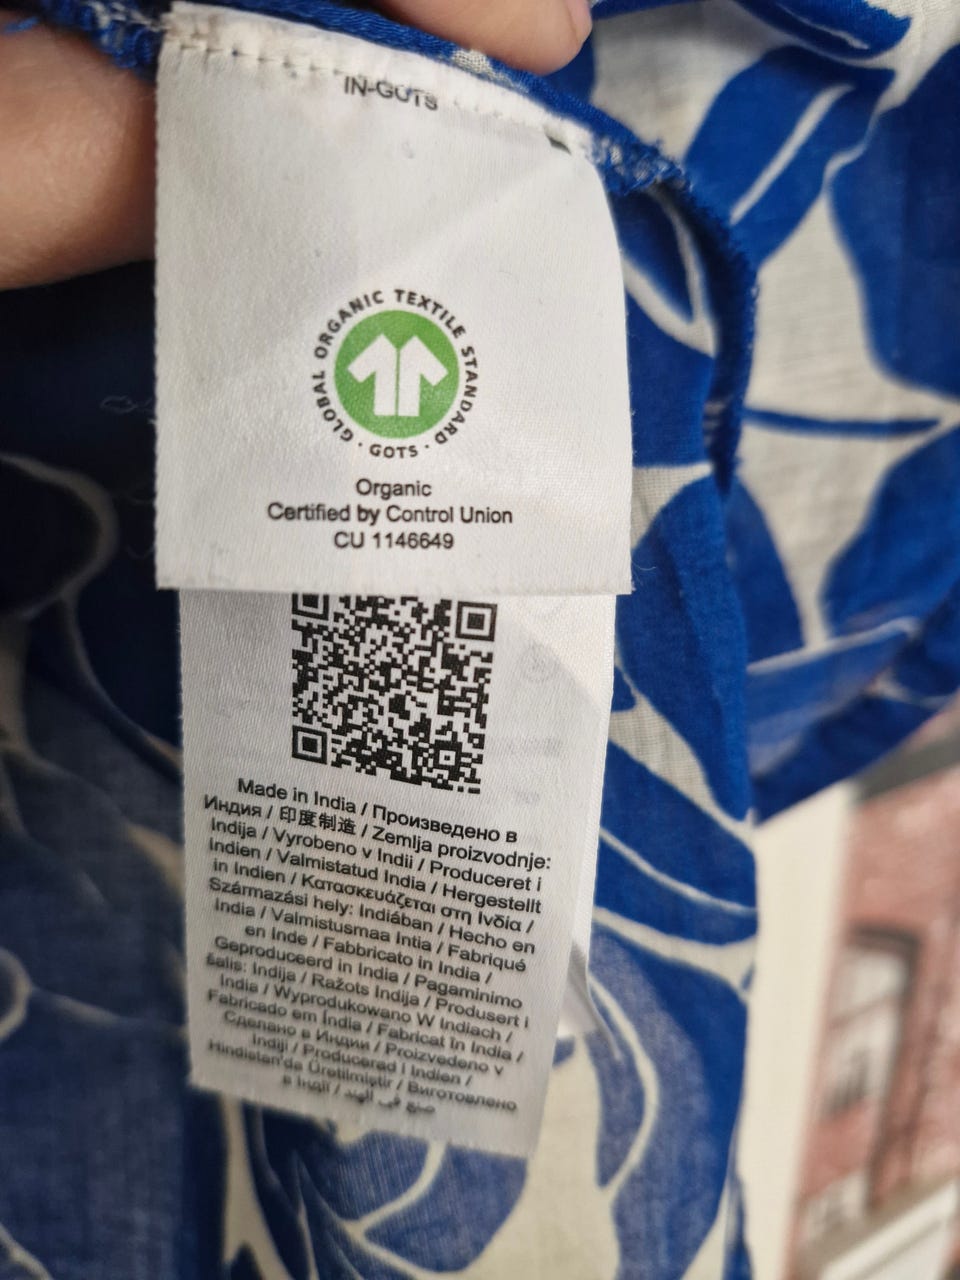 IN-GOTS
GLOBAL ORGANIC TEXTILE STANDARD
· GOTS ·
Organic
Certified by Control Union
CU 1146649
Made in India / Произведено в
Индия / 印度制造 / Zemlja proizvodnje:
Indija / Vyrobeno v Indii / Produceret i
Indien / Valmistatud India / Hergestellt
in Indien / Κατασκευάζεται στη Ινδία /
Származási hely: Indiában / Hecho en
India / Valmistusmaa Intia / Fabriqué
en Inde / Fabbricato in India /
Geproduceerd in India / Pagaminimo
šalis: Indija / Ražots Indija / Produsert i
India / Wyprodukowano W Indiach /
Fabricado em Índia / Fabricat în India /
Сделано в Индии / Proizvedeno v
Indiji / Producerad i Indien /
Hindistan'da Üretilmiştir / Виготовлено
в Індії / صنع في الهند